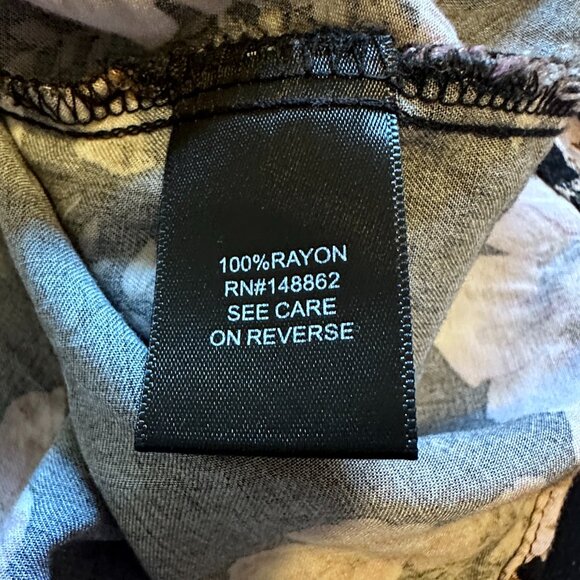 100%RAYON
RN#148862
SEE CARE
ON REVERSE